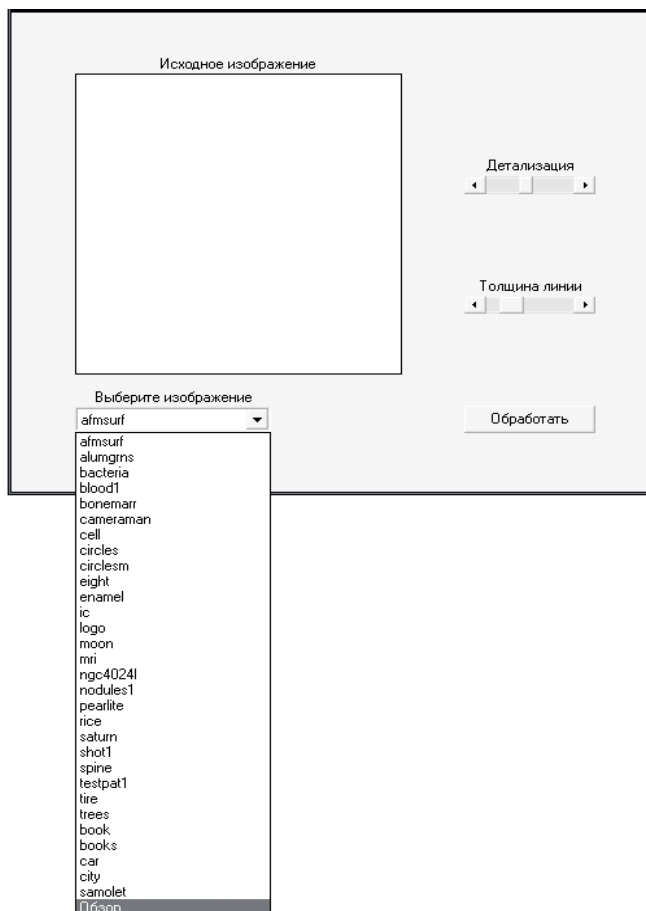 Исходное изображение
Детализация
Толщина линии
Выберите изображение
afmsurf
Обработать
afmsurf
alumgrns
bacteria
blood1
bonemarr
cameraman
cell
circles
circlesm
eight
enamel
ic
logo
moon
mri
ngc4024l
nodules1
pearlite
rice
saturn
shot1
spine
testpat1
tire
trees
book
books
car
city
samolet
Обзор